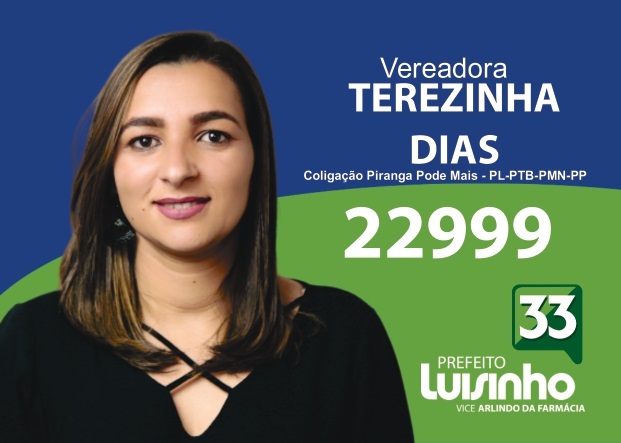 Vereadora
TEREZINHA
DIAS
Coligação Piranga Pode Mais - PL-PTB-PMN-PP
22999
33
PREFEITO
Luisinho
VICE ARLINDO DA FARMÁCIA